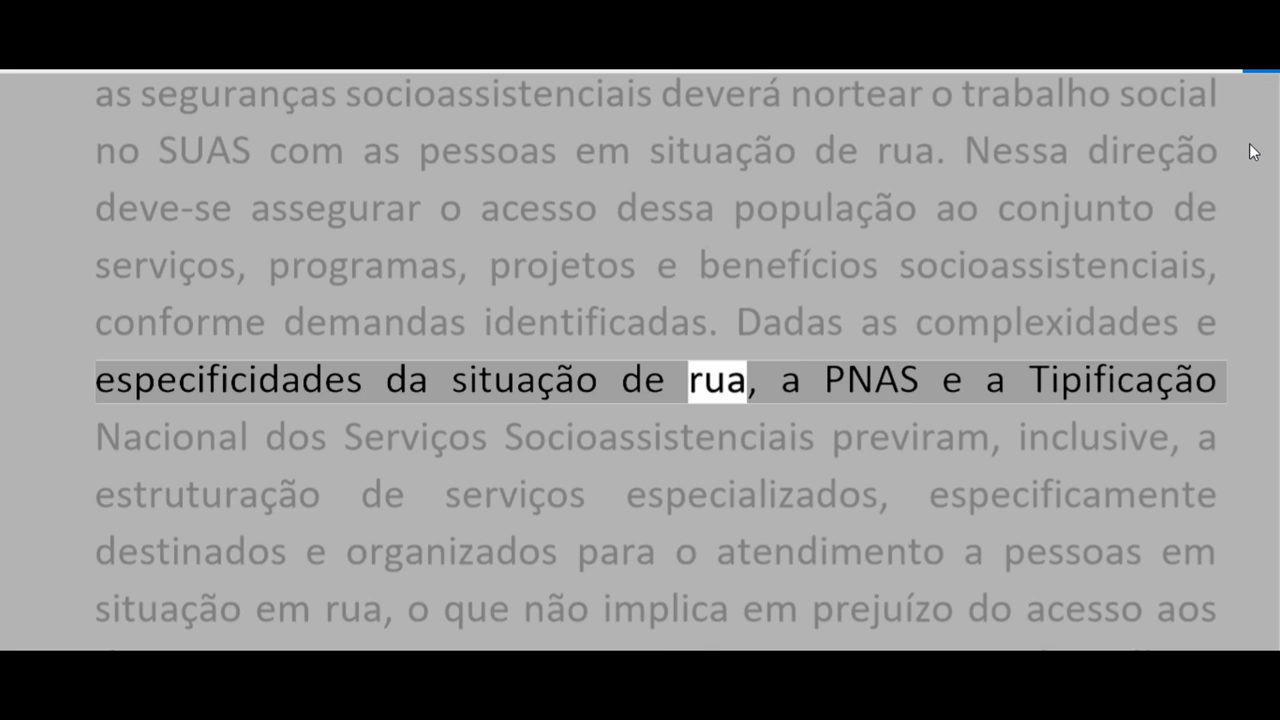 as seguranças socioassistenciais deverá nortear o trabalho social
no SUAS com as pessoas em situação de rua. Nessa direção
deve-se assegurar o acesso dessa população ao conjunto de
serviços, programas, projetos e benefícios socioassistenciais,
conforme demandas identificadas. Dadas as complexidades e
especificidades da situação de rua, a PNAS e a Tipificação
Nacional dos Serviços Socioassistenciais previram, inclusive, a
estruturação de serviços especializados, especificamente
destinados e organizados para o atendimento a pessoas em
situação em rua, o que não implica em prejuízo do acesso aos